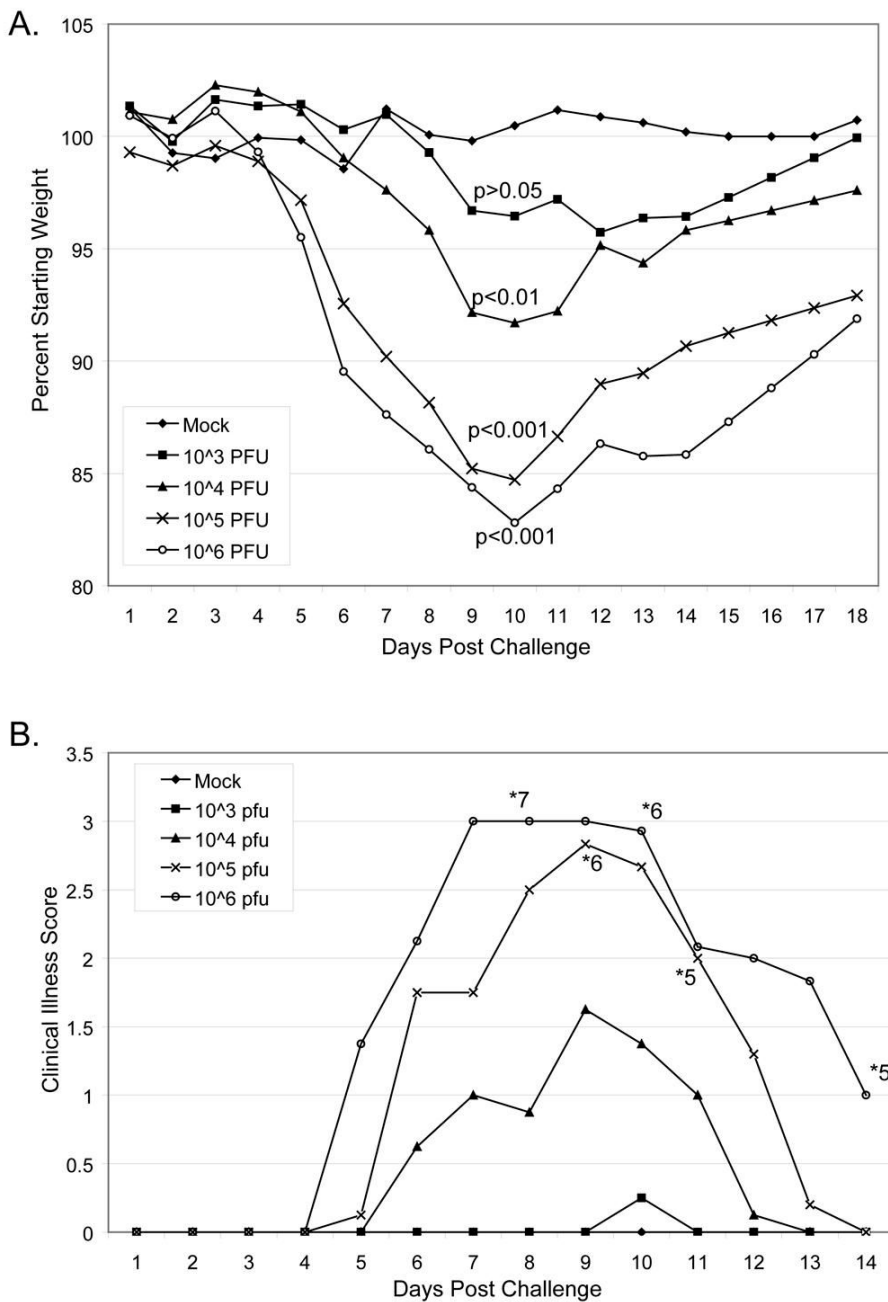 A.
105
100
95
90
85
80
Percent Starting Weight
p>0.05
p<0.01
p<0.001
p<0.001
Mock
10^3 PFU
10^4 PFU
10^5 PFU
10^6 PFU
1 2 3 4 5 6 7 8 9 10 11 12 13 14 15 16 17 18
Days Post Challenge
B.
3.5
3
2.5
2
1.5
1
0.5
0
Clinical Illness Score
Mock
10^3 pfu
10^4 pfu
10^5 pfu
10^6 pfu
*7
*6
*6
*5
*5
1 2 3 4 5 6 7 8 9 10 11 12 13 14
Days Post Challenge